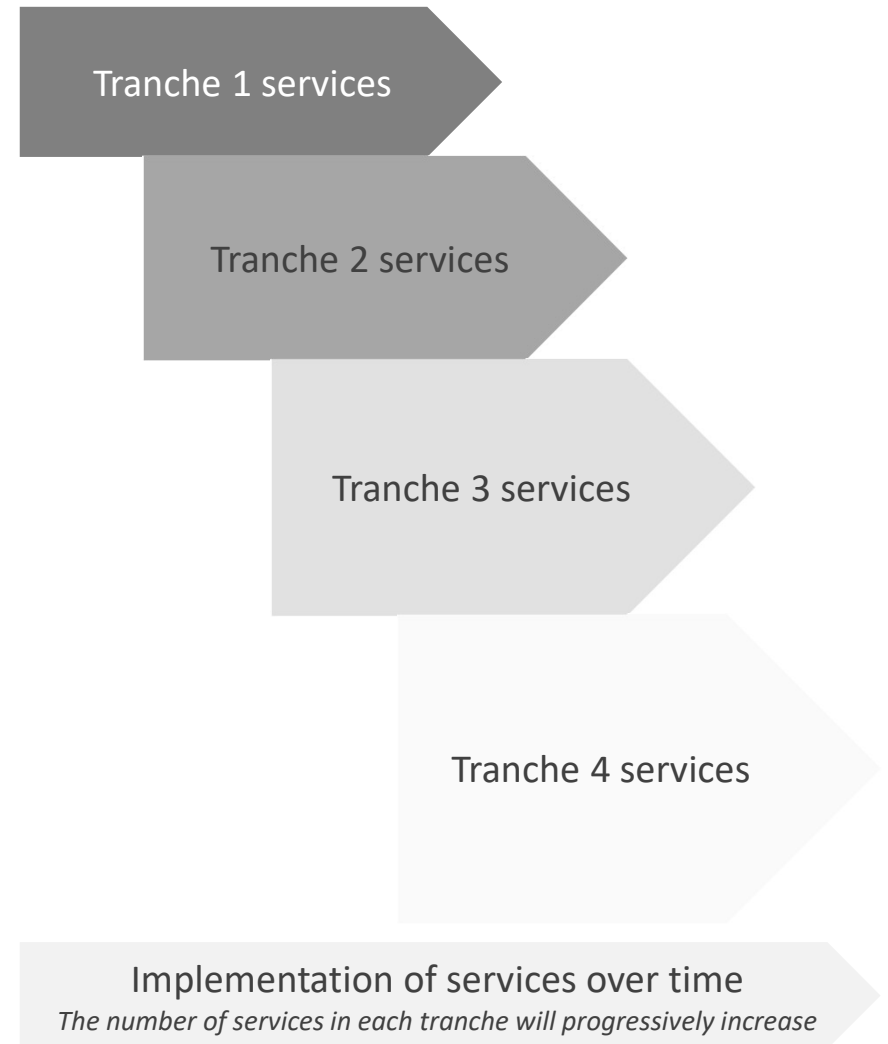 Tranche 1 services
Tranche 2 services
Tranche 3 services
Tranche 4 services
Implementation of services over time
The number of services in each tranche will progressively increase